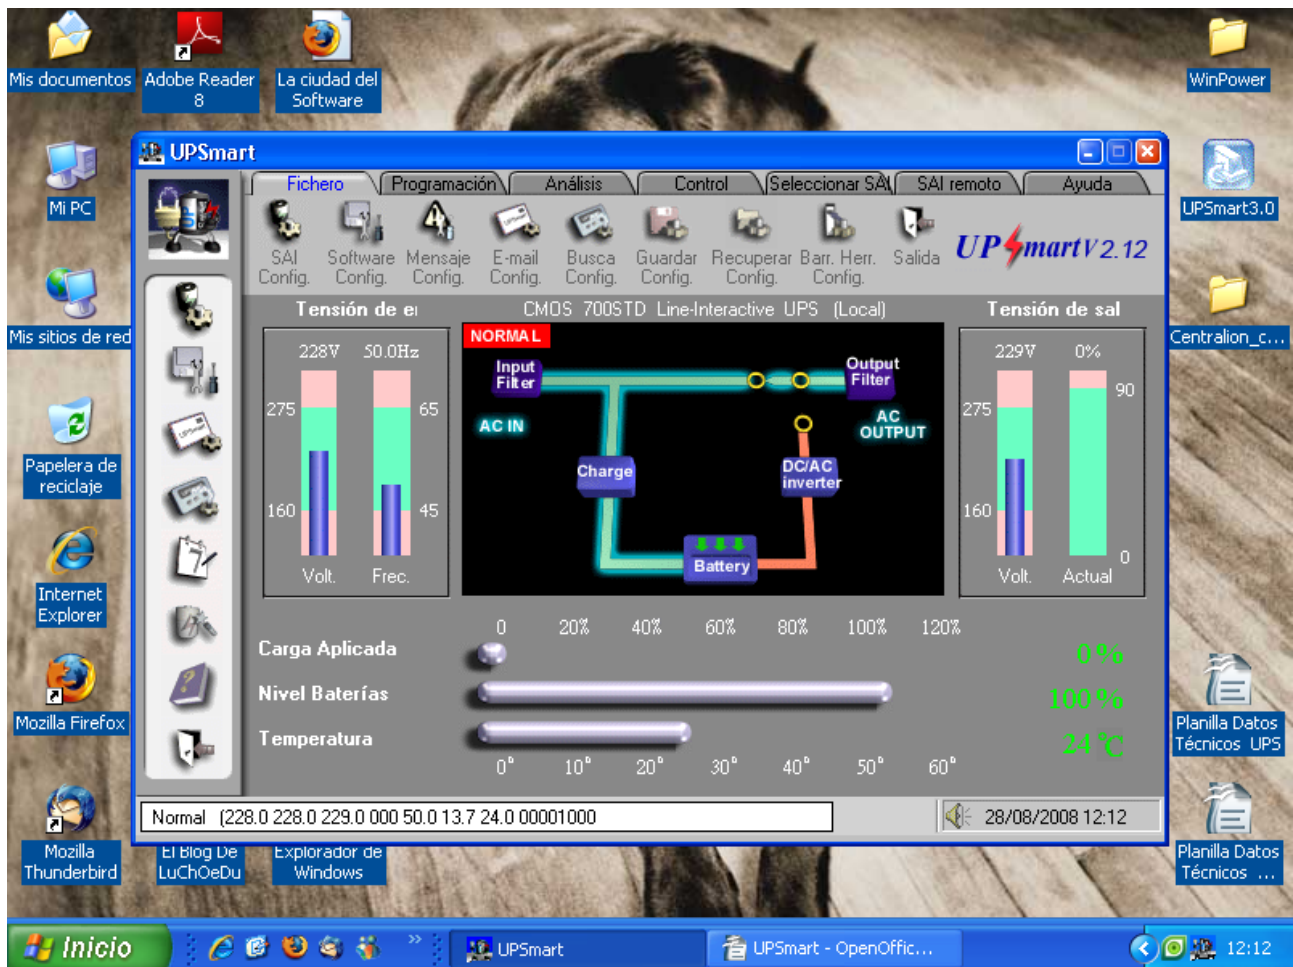 Mis documentos
Adobe Reader
8
La ciudad del
Software
WinPower
UPSmart
Mi PC
UPSmart3.0
Fichero
Programación
Análisis
Control
Seleccionar SAI
SAI remoto
Ayuda
SAI
Config.
Software
Config.
Mensaje
Config.
E-mail
Config.
Busca
Config.
Guardar
Config.
Recuperar
Config.
Barr. Herr.
Config.
Salida
UPSmartV2.12
Mis sitios de red
Centralion_c...
Tensión de e
CMOS 700STD Line-Interactive UPS (Local)
Tensión de sal
228V 50.0Hz
275 65
160 45
Volt. Frec.
NORMAL
Input
Filter
Output
Filter
AC IN
AC
OUTPUT
Charge
DC/AC
inverter
Battery
229V 0%
90
275
160
0
Volt. Actual
Papelera de
reciclaje
Internet
Explorer
Mozilla Firefox
0 20% 40% 60% 80% 100% 120%
Carga Aplicada 0%
Nivel Baterías 100%
Temperatura 24°C
0° 10° 20° 30° 40° 50° 60°
Planilla Datos
Técnicos UPS
Normal (228.0 228.0 229.0 000 50.0 13.7 24.0 00001000
28/08/2008 12:12
Mozilla
Thunderbird
El Blog De
LuChOeDu
Explorador de
Windows
Planilla Datos
Técnicos ...
Inicio
UPSmart
UPSmart - OpenOffic...
12:12